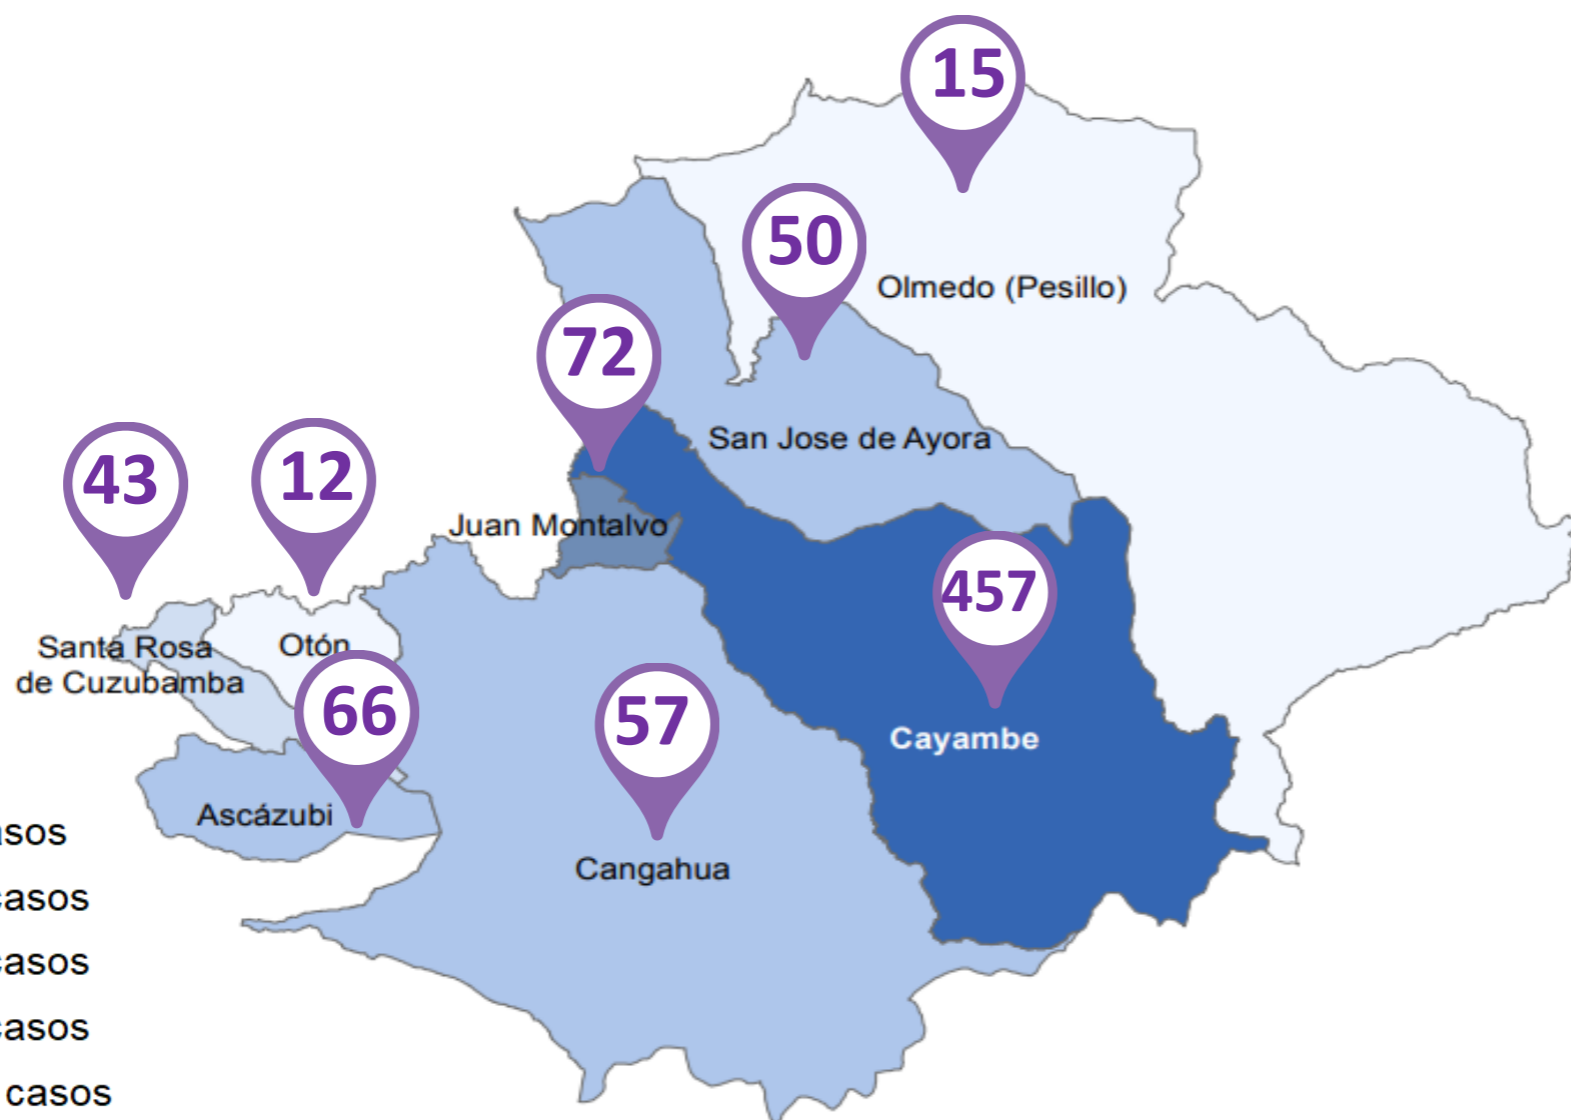 15
50
Olmedo (Pesillo)
72
San Jose de Ayora
43
12
Juan Montalvo
457
Santa Rosa
de Cuzubamba
Otón
66
57
Cayambe
Ascázubi
Cangahua
casos
casos
casos
casos